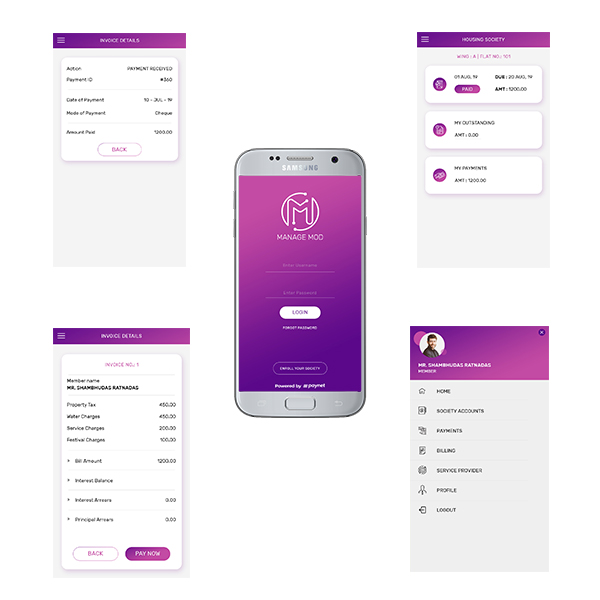 INVOICE DETAILS
Action PAYMENT RECEIVED
Payment ID #360
Date of Payment 10 - JUL - 19
Mode of Payment Cheque
Amount Paid 1200.00
BACK
HOUSING SOCIETY
WING : A | FLAT NO.: 101
01 AUG, 19 DUE : 20 AUG, 19
PAID AMT : 1200.00
MY OUTSTANDING
AMT : 0.00
MY PAYMENTS
AMT : 1200.00
SAMSUNG
MANAGE MOD
Enter Username
Enter Password
LOGIN
FORGOT PASSWORD
ENROLL YOUR SOCIETY
Powered by paynet
INVOICE DETAILS
INVOICE NO.: 1
Member name
MR. SHAMBHUDAS RATNADAS
Property Tax 450.00
Water Charges 450.00
Service Charges 200.00
Festival Charges 100.00
Bill Amount 1200.00
Interest Balance
Interest Arrears 0.00
Principal Arrears 0.00
BACK PAY NOW
MR. SHAMBHUDAS RATNADAS
MEMBER
HOME
SOCIETY ACCOUNTS
PAYMENTS
BILLING
SERVICE PROVIDER
PROFILE
LOGOUT